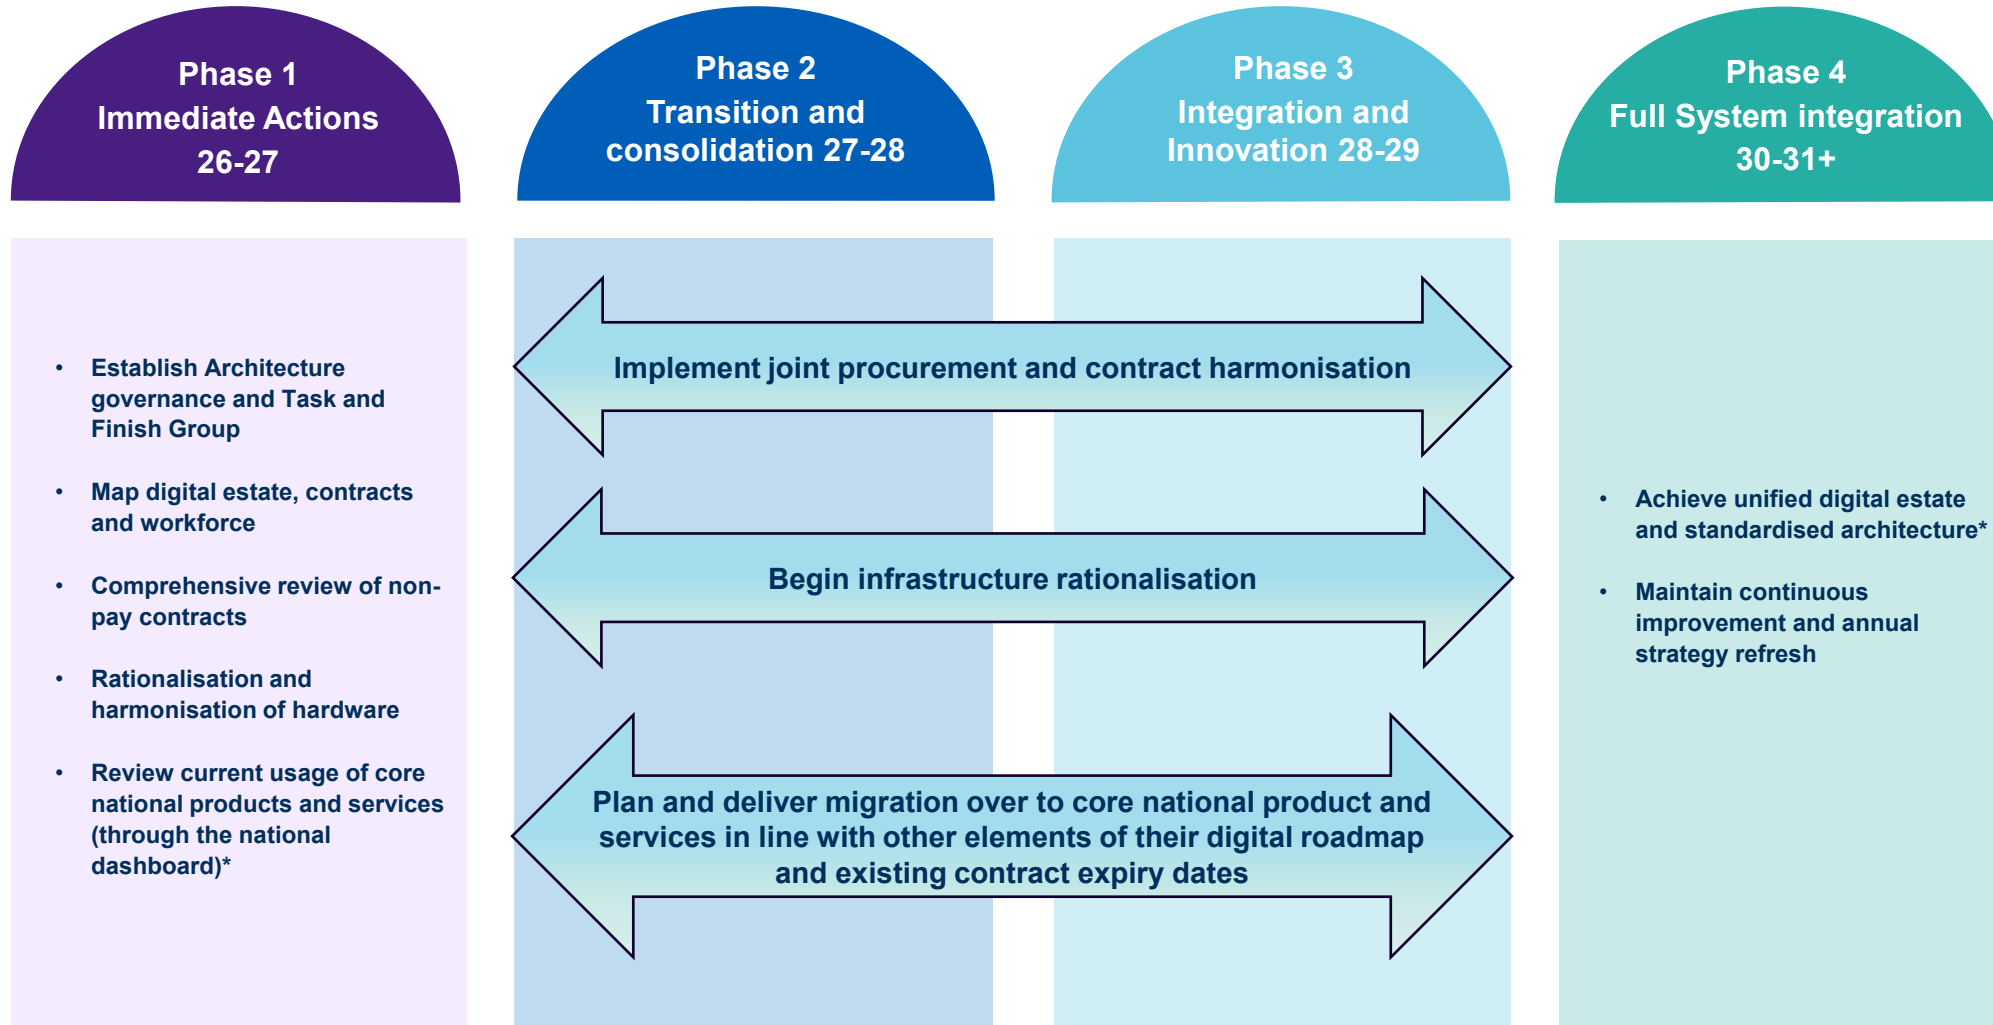 Phase 1
Immediate Actions
26-27
Phase 2
Transition and
consolidation 27-28
Phase 3
Integration and
Innovation 28-29
Phase 4
Full System integration
30-31+
• Establish Architecture
governance and Task and
Finish Group
• Map digital estate, contracts
and workforce
• Comprehensive review of non-
pay contracts
• Rationalisation and
harmonisation of hardware
• Review current usage of core
national products and services
(through the national
dashboard)*
Implement joint procurement and contract harmonisation
Begin infrastructure rationalisation
Plan and deliver migration over to core national product and
services in line with other elements of their digital roadmap
and existing contract expiry dates
• Achieve unified digital estate
and standardised architecture*
• Maintain continuous
improvement and annual
strategy refresh